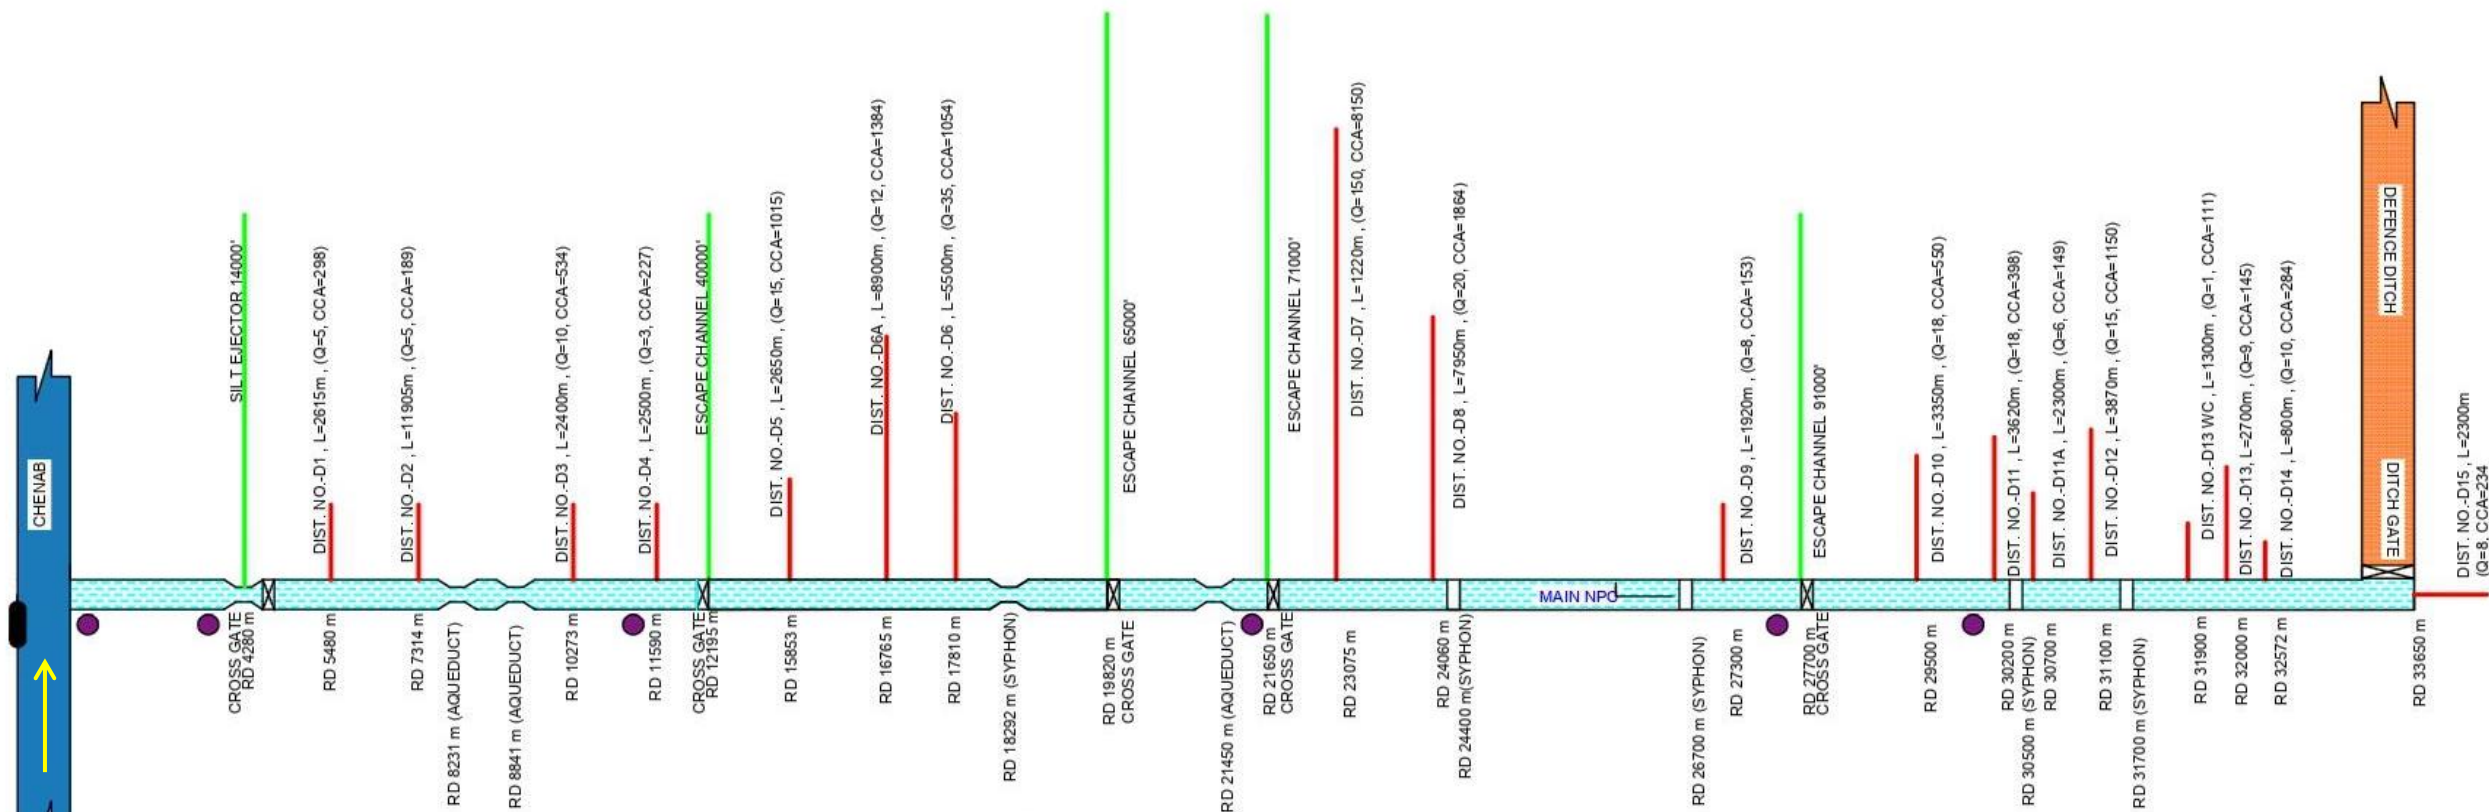 CHENAB
SILT EJECTOR 14000'
DIST. NO.-D1 , L=2615m , (Q=5, CCA=298)
DIST. NO.-D2 , L=11905m , (Q=5, CCA=189)
DIST. NO.-D3 , L=2400m , (Q=10, CCA=534)
DIST. NO.-D4 , L=2500m , (Q=3, CCA=227)
ESCAPE CHANNEL 40000'
DIST. NO.-D5 , L=2650m , (Q=15, CCA=1015)
DIST. NO.-D6A , L=8900m , (Q=12, CCA=1384)
DIST. NO.-D6 , L=5500m , (Q=35, CCA=1054)
ESCAPE CHANNEL 65000'
ESCAPE CHANNEL 71000'
DIST. NO.-D7 , L=1220m , (Q=150, CCA=8150)
DIST. NO.-D8 , L=7950m , (Q=20, CCA=1864)
DIST. NO.-D9 , L=1920m , (Q=8, CCA=153)
ESCAPE CHANNEL 91000'
DIST. NO.-D10 , L=3350m , (Q=18, CCA=550)
DIST. NO.-D11 , L=3620m , (Q=18, CCA=398)
DIST. NO.-D11A , L=2300m , (Q=6, CCA=149)
DIST. NO.-D12 , L=3870m , (Q=15, CCA=1150)
DIST. NO.-D13 WC , L=1300m , (Q=1, CCA=111)
DIST. NO.-D13, L=2700m , (Q=9, CCA=145)
DIST. NO.-D14 , L=800m , (Q=10, CCA=284)
DEFENCE DITCH
DITCH GATE
DIST. NO.-D15 , L=2300m
(Q=8, CCA=234
MAIN NPC
CROSS GATE
RD 4280 m
RD 5480 m
RD 7314 m
RD 8231 m (AQUEDUCT)
RD 8841 m (AQUEDUCT)
RD 10273 m
RD 11590 m
CROSS GATE
RD 12195 m
RD 15853 m
RD 16765 m
RD 17810 m
RD 18292 m (SYPHON)
RD 19820 m
CROSS GATE
RD 21450 m (AQUEDUCT)
RD 21650 m
CROSS GATE
RD 23075 m
RD 24060 m
RD 24400 m(SYPHON)
RD 26700 m (SYPHON)
RD 27300 m
RD 27700 m
CROSS GATE
RD 29500 m
RD 30200 m
RD 30500 m (SYPHON)
RD 30700 m
RD 31100 m
RD 31700 m (SYPHON)
RD 31900 m
RD 32000 m
RD 32572 m
RD 33650 m